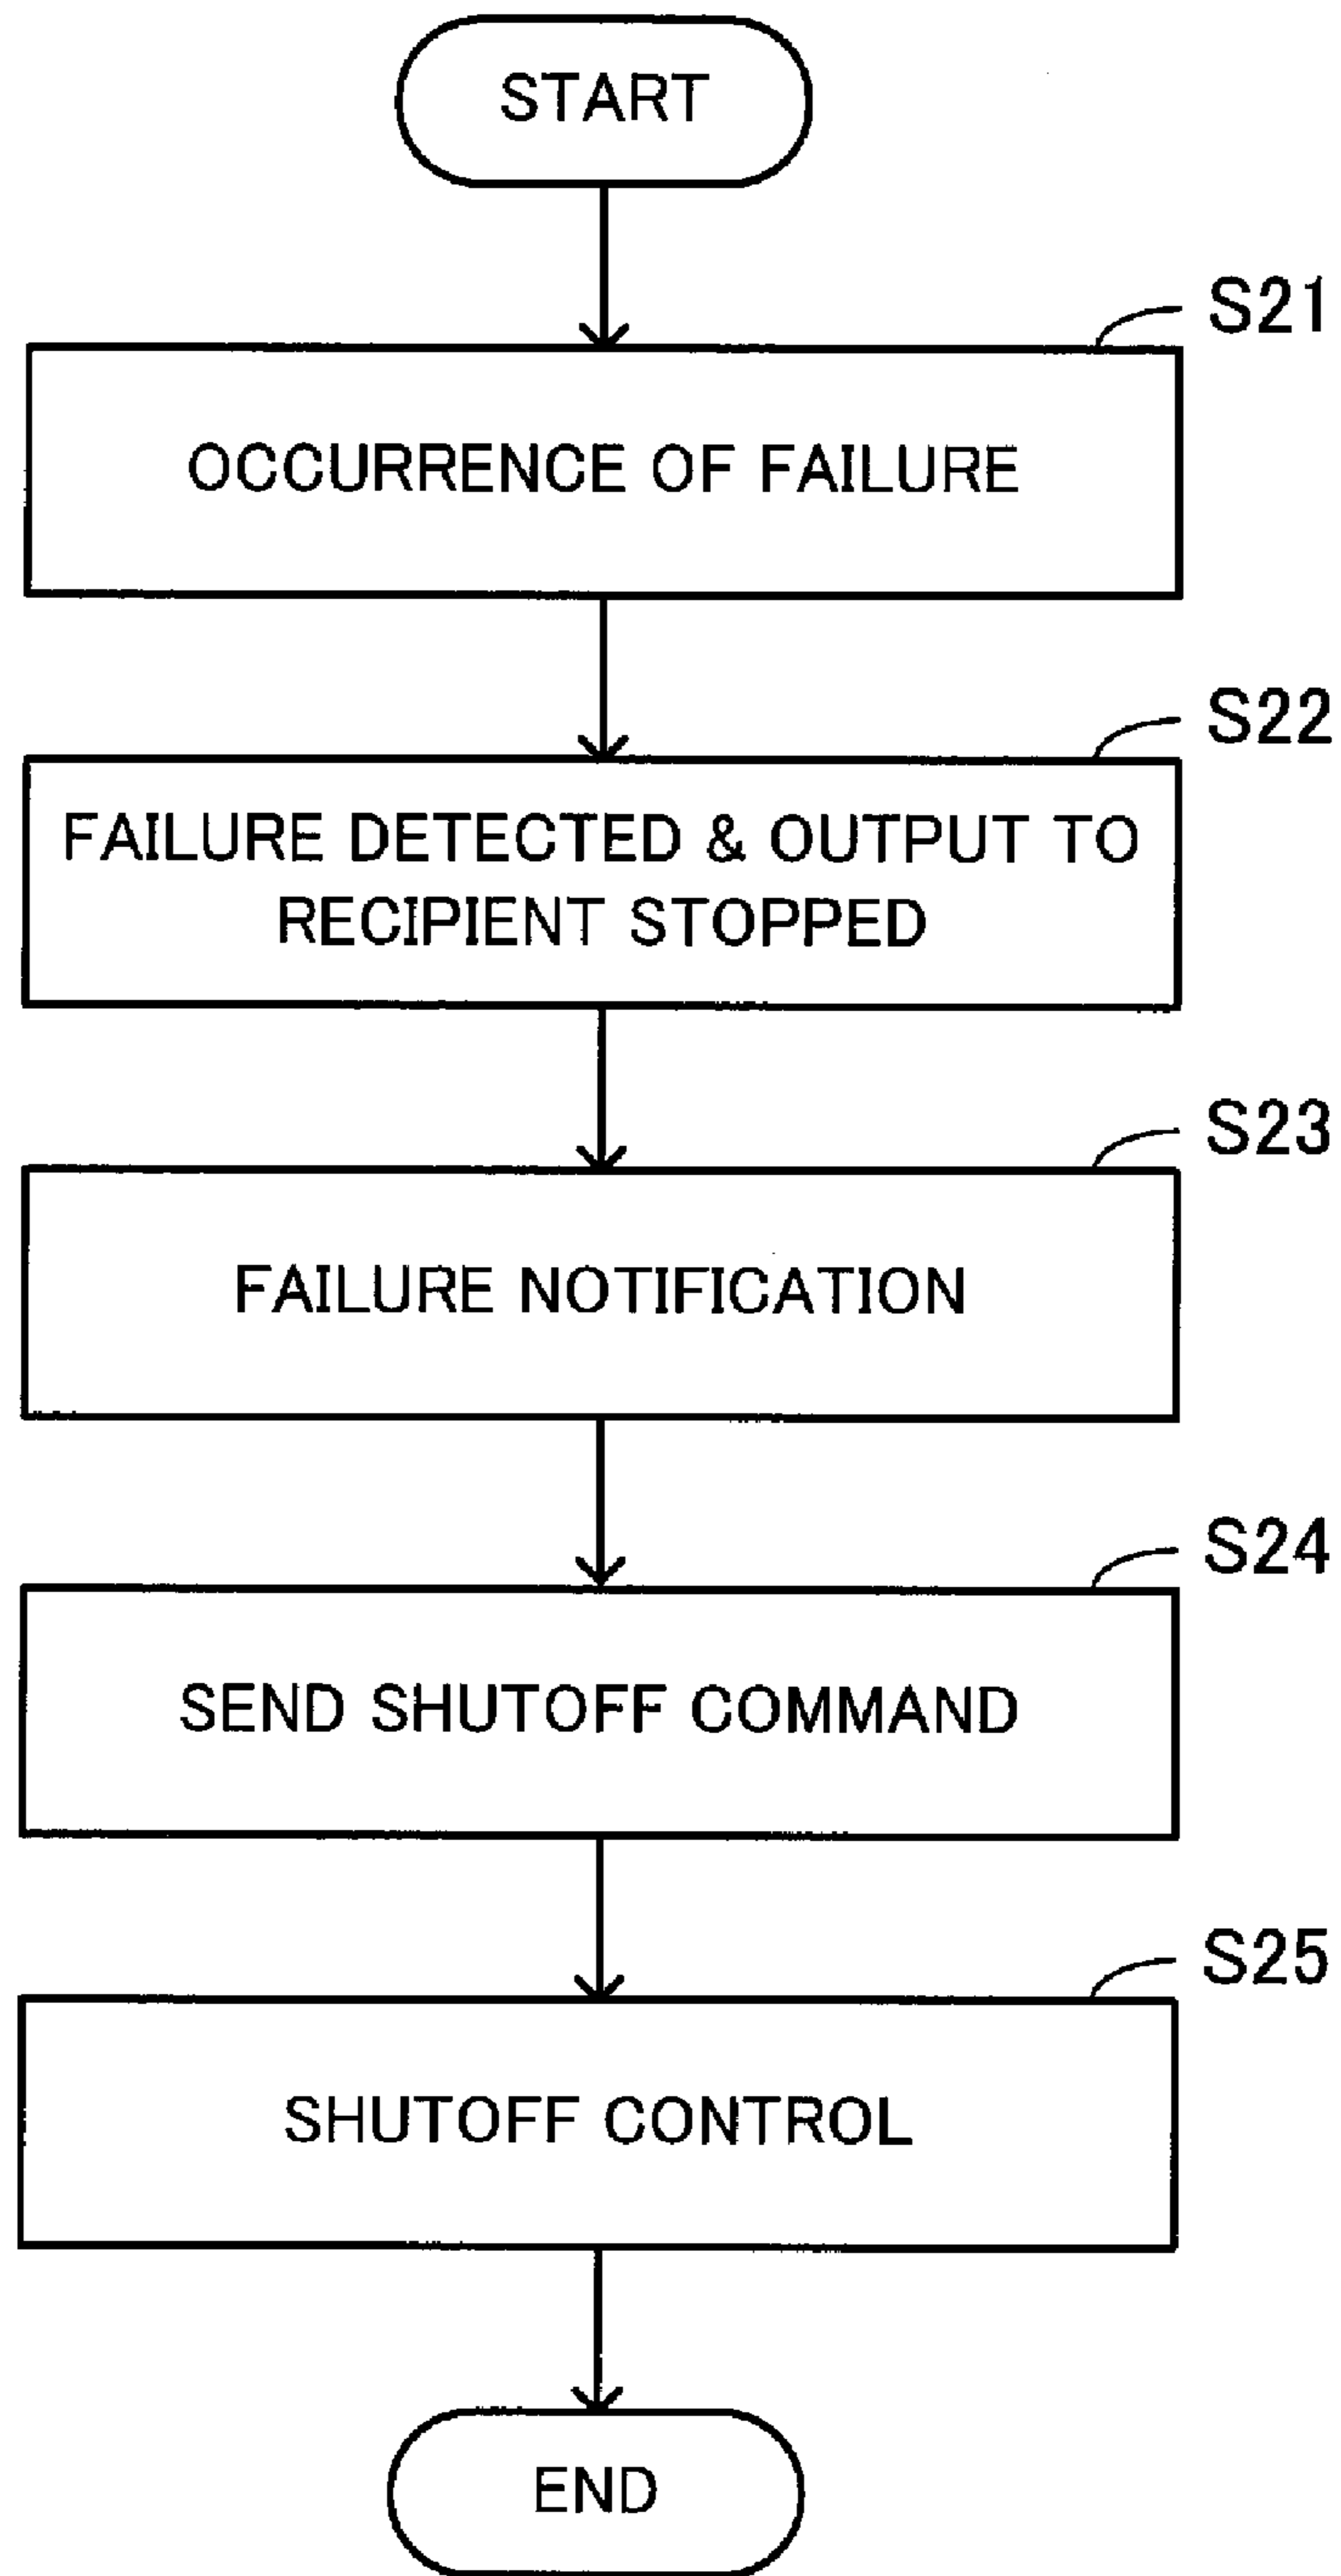 START
S21
OCCURRENCE OF FAILURE
S22
FAILURE DETECTED & OUTPUT TO
RECIPIENT STOPPED
S23
FAILURE NOTIFICATION
S24
SEND SHUTOFF COMMAND
S25
SHUTOFF CONTROL
END